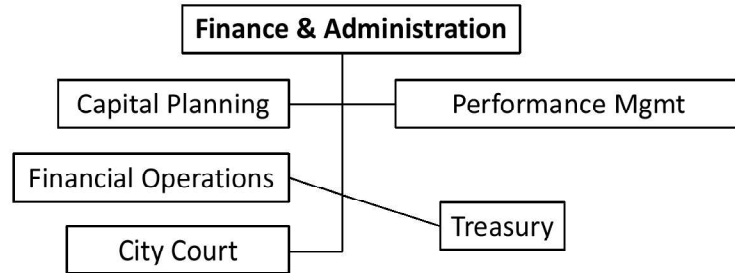 Finance & Administration
Capital Planning
Performance Mgmt
Financial Operations
Treasury
City Court